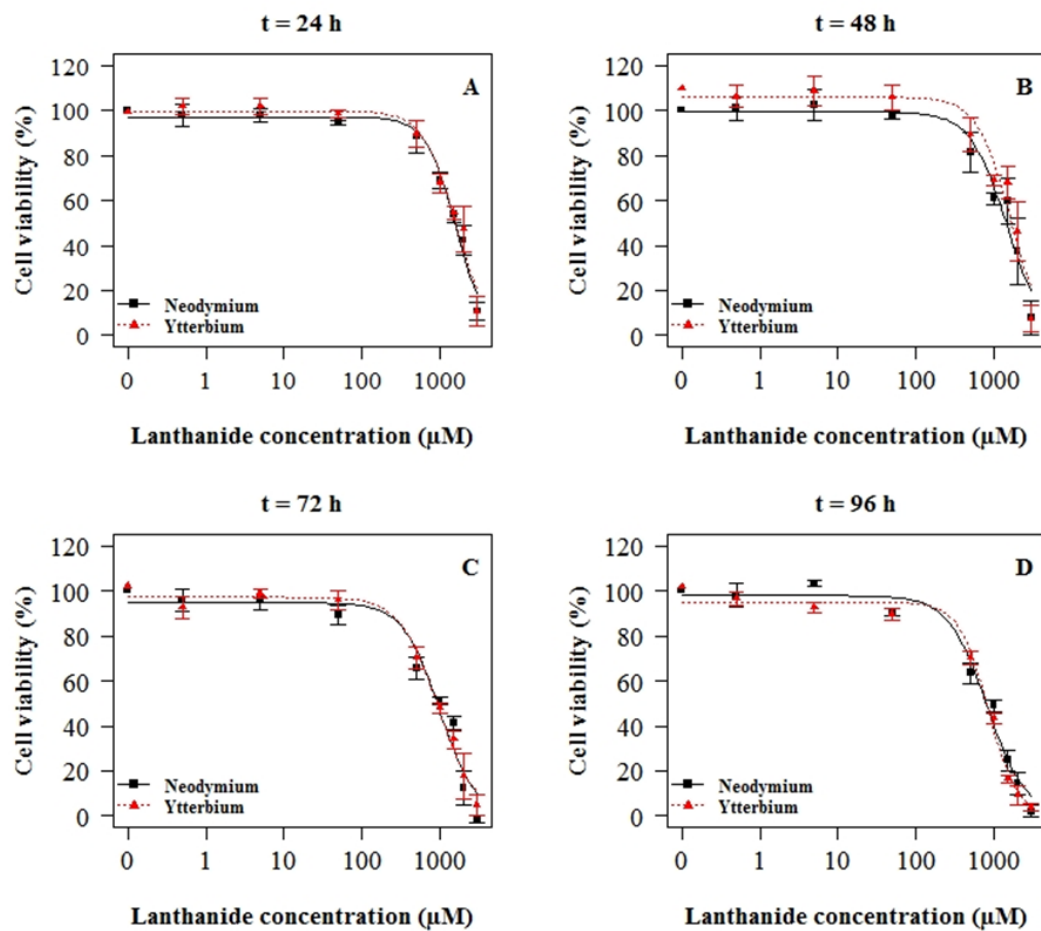 t = 24 h
A
Cell viability (%)
120
100
80
60
40
20
0
Neodymium
Ytterbium
0 1 10 100 1000
Lanthanide concentration (µM)
t = 48 h
B
Cell viability (%)
120
100
80
60
40
20
0
Neodymium
Ytterbium
0 1 10 100 1000
Lanthanide concentration (µM)
t = 72 h
C
Cell viability (%)
120
100
80
60
40
20
0
Neodymium
Ytterbium
0 1 10 100 1000
Lanthanide concentration (µM)
t = 96 h
D
Cell viability (%)
120
100
80
60
40
20
0
Neodymium
Ytterbium
0 1 10 100 1000
Lanthanide concentration (µM)